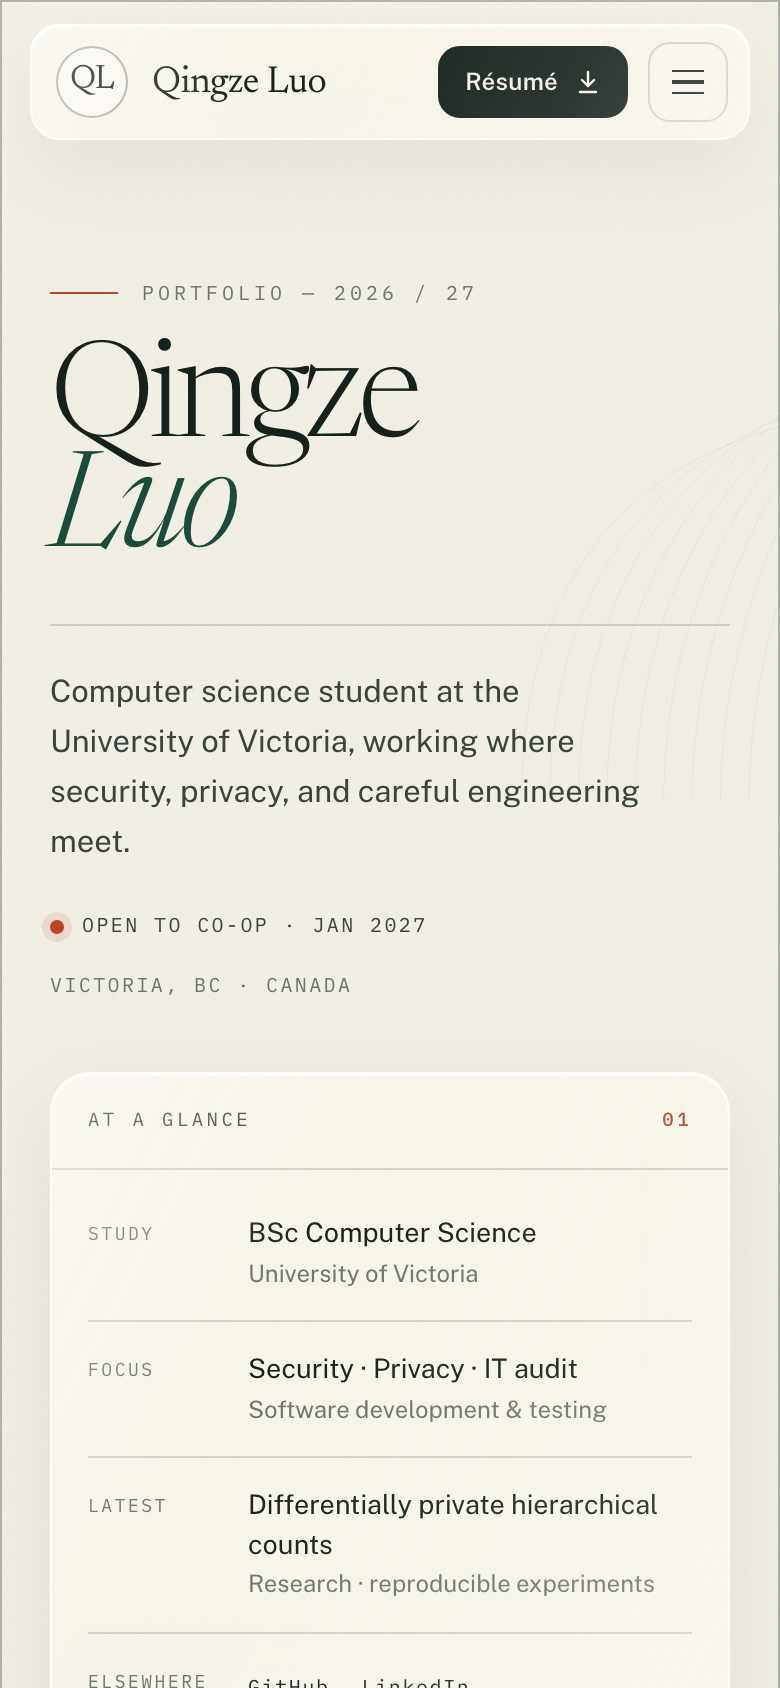 QL Qingze Luo Résumé
PORTFOLIO — 2026 / 27
Qingze
Luo
Computer science student at the
University of Victoria, working where
security, privacy, and careful engineering
meet.
OPEN TO CO-OP · JAN 2027
VICTORIA, BC · CANADA
AT A GLANCE 01
STUDY BSc Computer Science
University of Victoria
FOCUS Security · Privacy · IT audit
Software development & testing
LATEST Differentially private hierarchical
counts
Research · reproducible experiments
ELSEWHERE GitHub LinkedIn